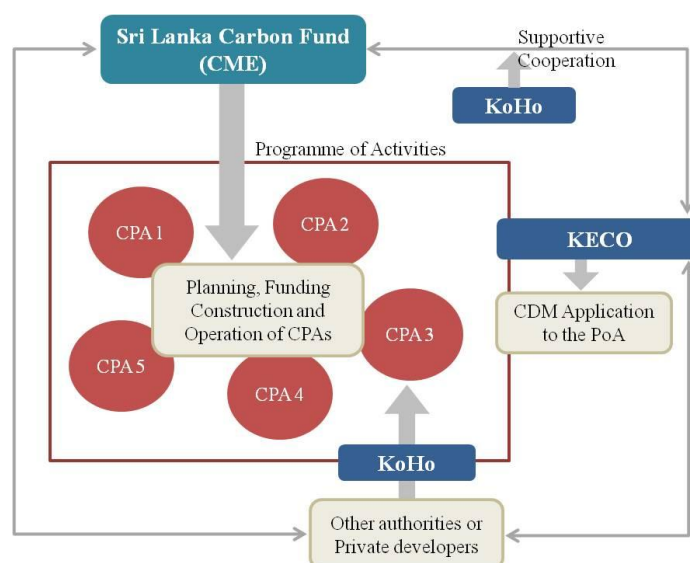 Sri Lanka Carbon Fund
(CME)
Supportive
Cooperation
KoHo
Programme of Activities
CPA 1
CPA 2
KECO
Planning, Funding
Construction and
Operation of CPAs
CDM Application
to the PoA
CPA 3
CPA 5
CPA 4
KoHo
Other authorities or
Private developers